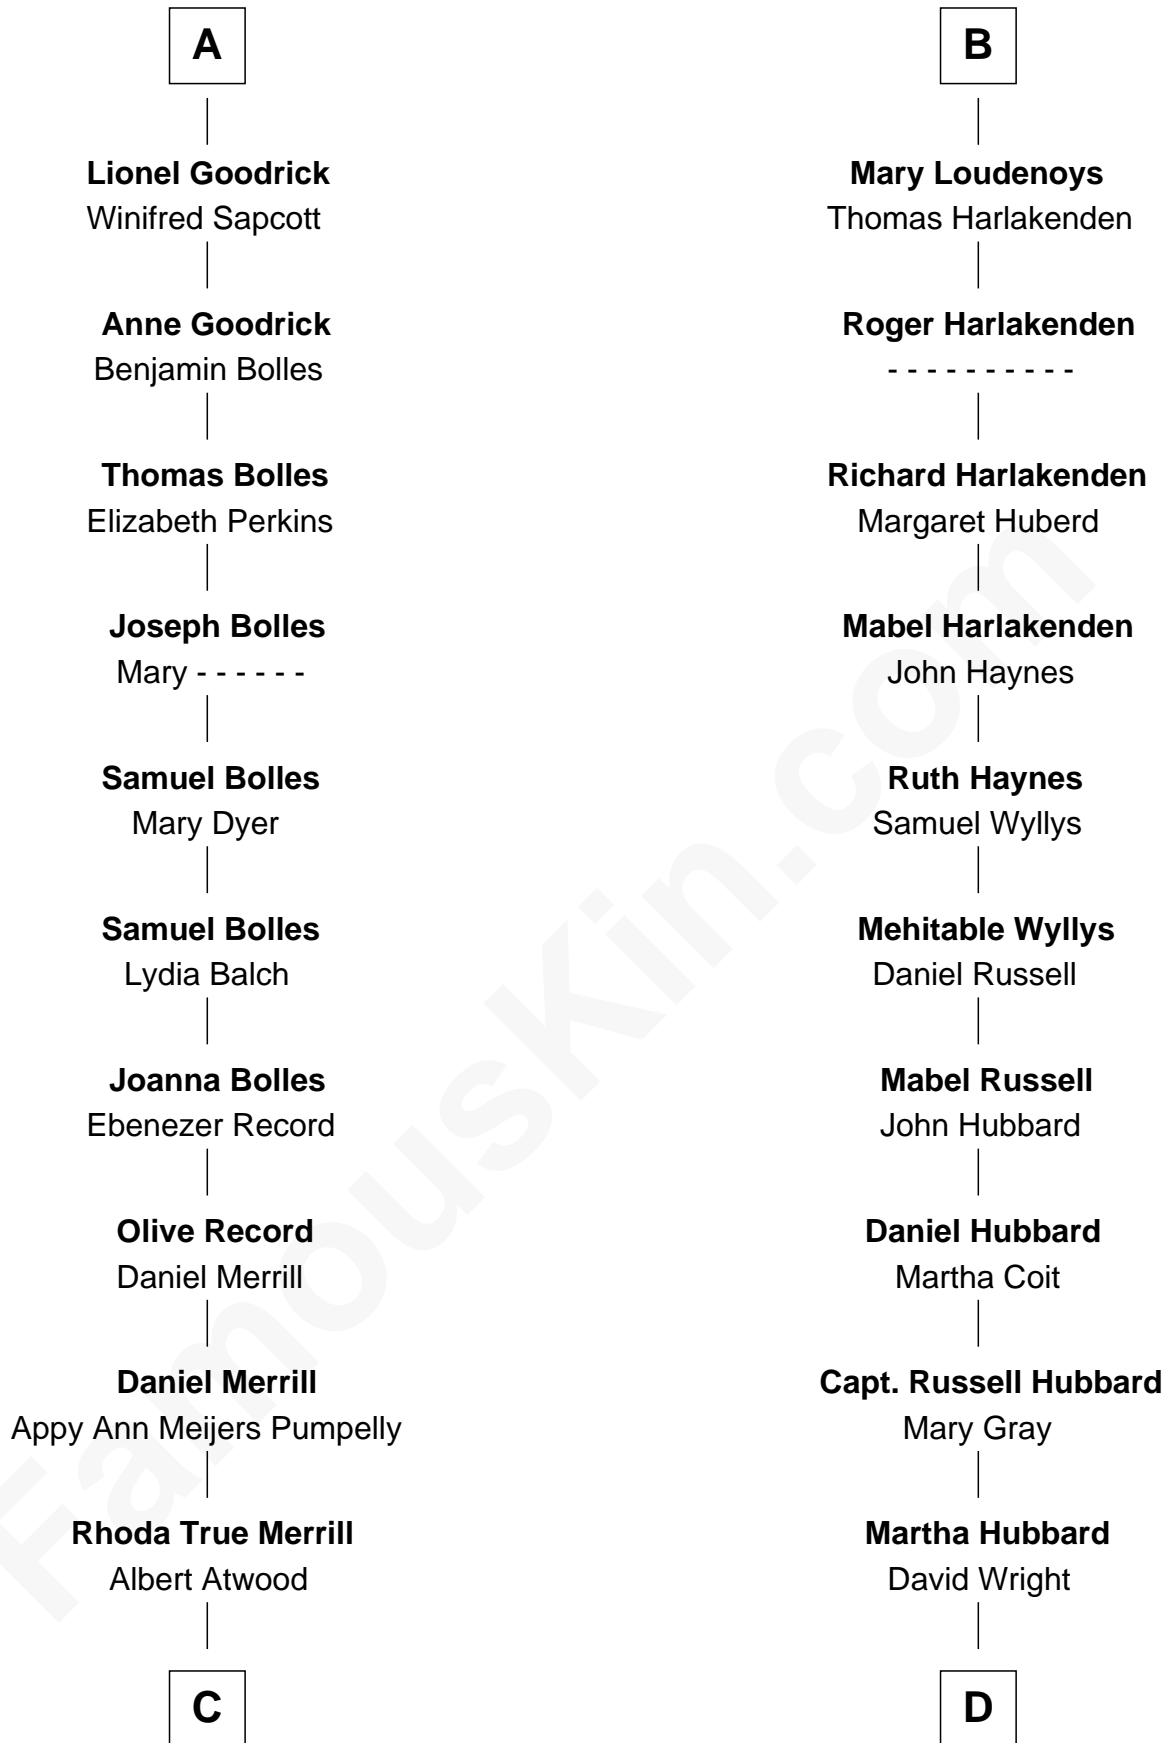 A
Lionel Goodrick
Winifred Sapcott
Anne Goodrick
Benjamin Bolles
Thomas Bolles
Elizabeth Perkins
Joseph Bolles
Mary - - - - - -
Samuel Bolles
Mary Dyer
Samuel Bolles
Lydia Balch
Joanna Bolles
Ebenezer Record
Olive Record
Daniel Merrill
Daniel Merrill
Appy Ann Meijers Pumpelly
Rhoda True Merrill
Albert Atwood
C
B
Mary Loudenoys
Thomas Harlakenden
Roger Harlakenden
- - - - - - - - - -
Richard Harlakenden
Margaret Huberd
Mabel Harlakenden
John Haynes
Ruth Haynes
Samuel Wyllys
Mehitable Wyllys
Daniel Russell
Mabel Russell
John Hubbard
Daniel Hubbard
Martha Coit
Capt. Russell Hubbard
Mary Gray
Martha Hubbard
David Wright
D
FamousKin.com